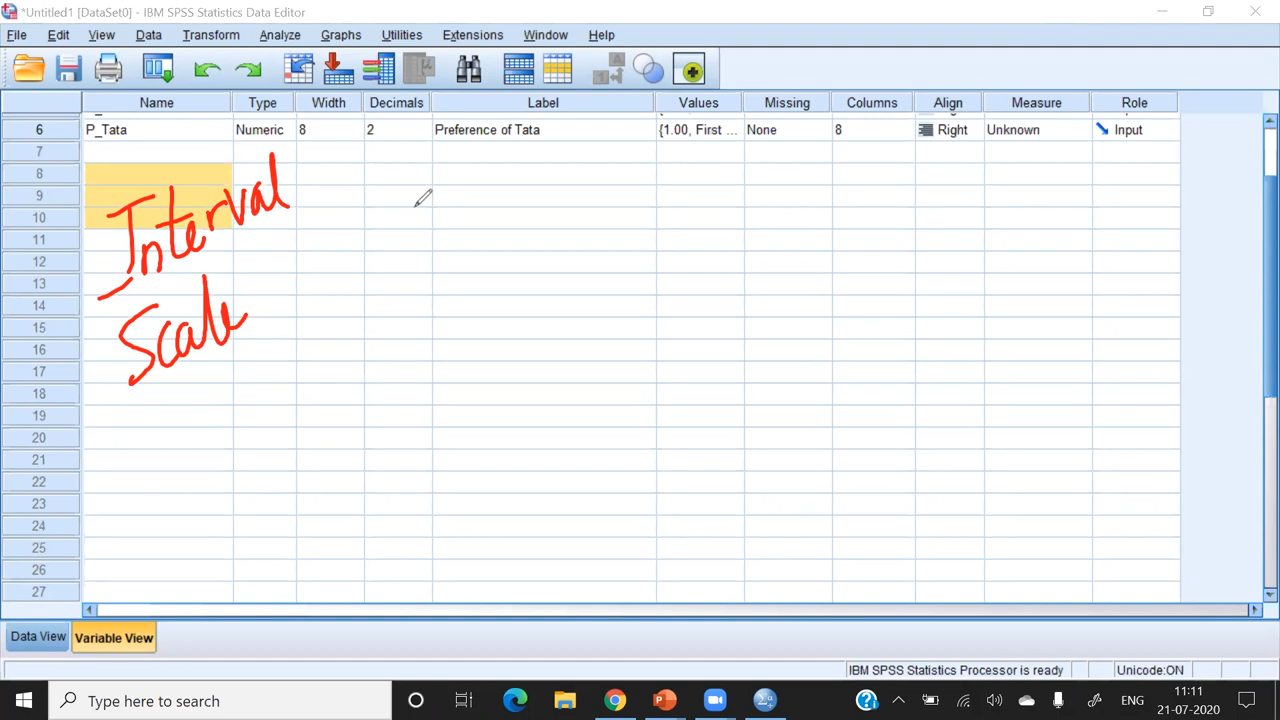 *Untitled1 [DataSet0] - IBM SPSS Statistics Data Editor
File Edit View Data Transform Analyze Graphs Utilities Extensions Window Help
Name Type Width Decimals Label Values Missing Columns Align Measure Role
6 P_Tata Numeric 8 2 Preference of Tata {1.00, First ... None 8 Right Unknown Input
7
8
9
10
11
12
13
14
15
16
17
18
19
20
21
22
23
24
25
26
27
Interval
Scale
Data View Variable View
IBM SPSS Statistics Processor is ready Unicode:ON
Type here to search
ENG
11:11
21-07-2020